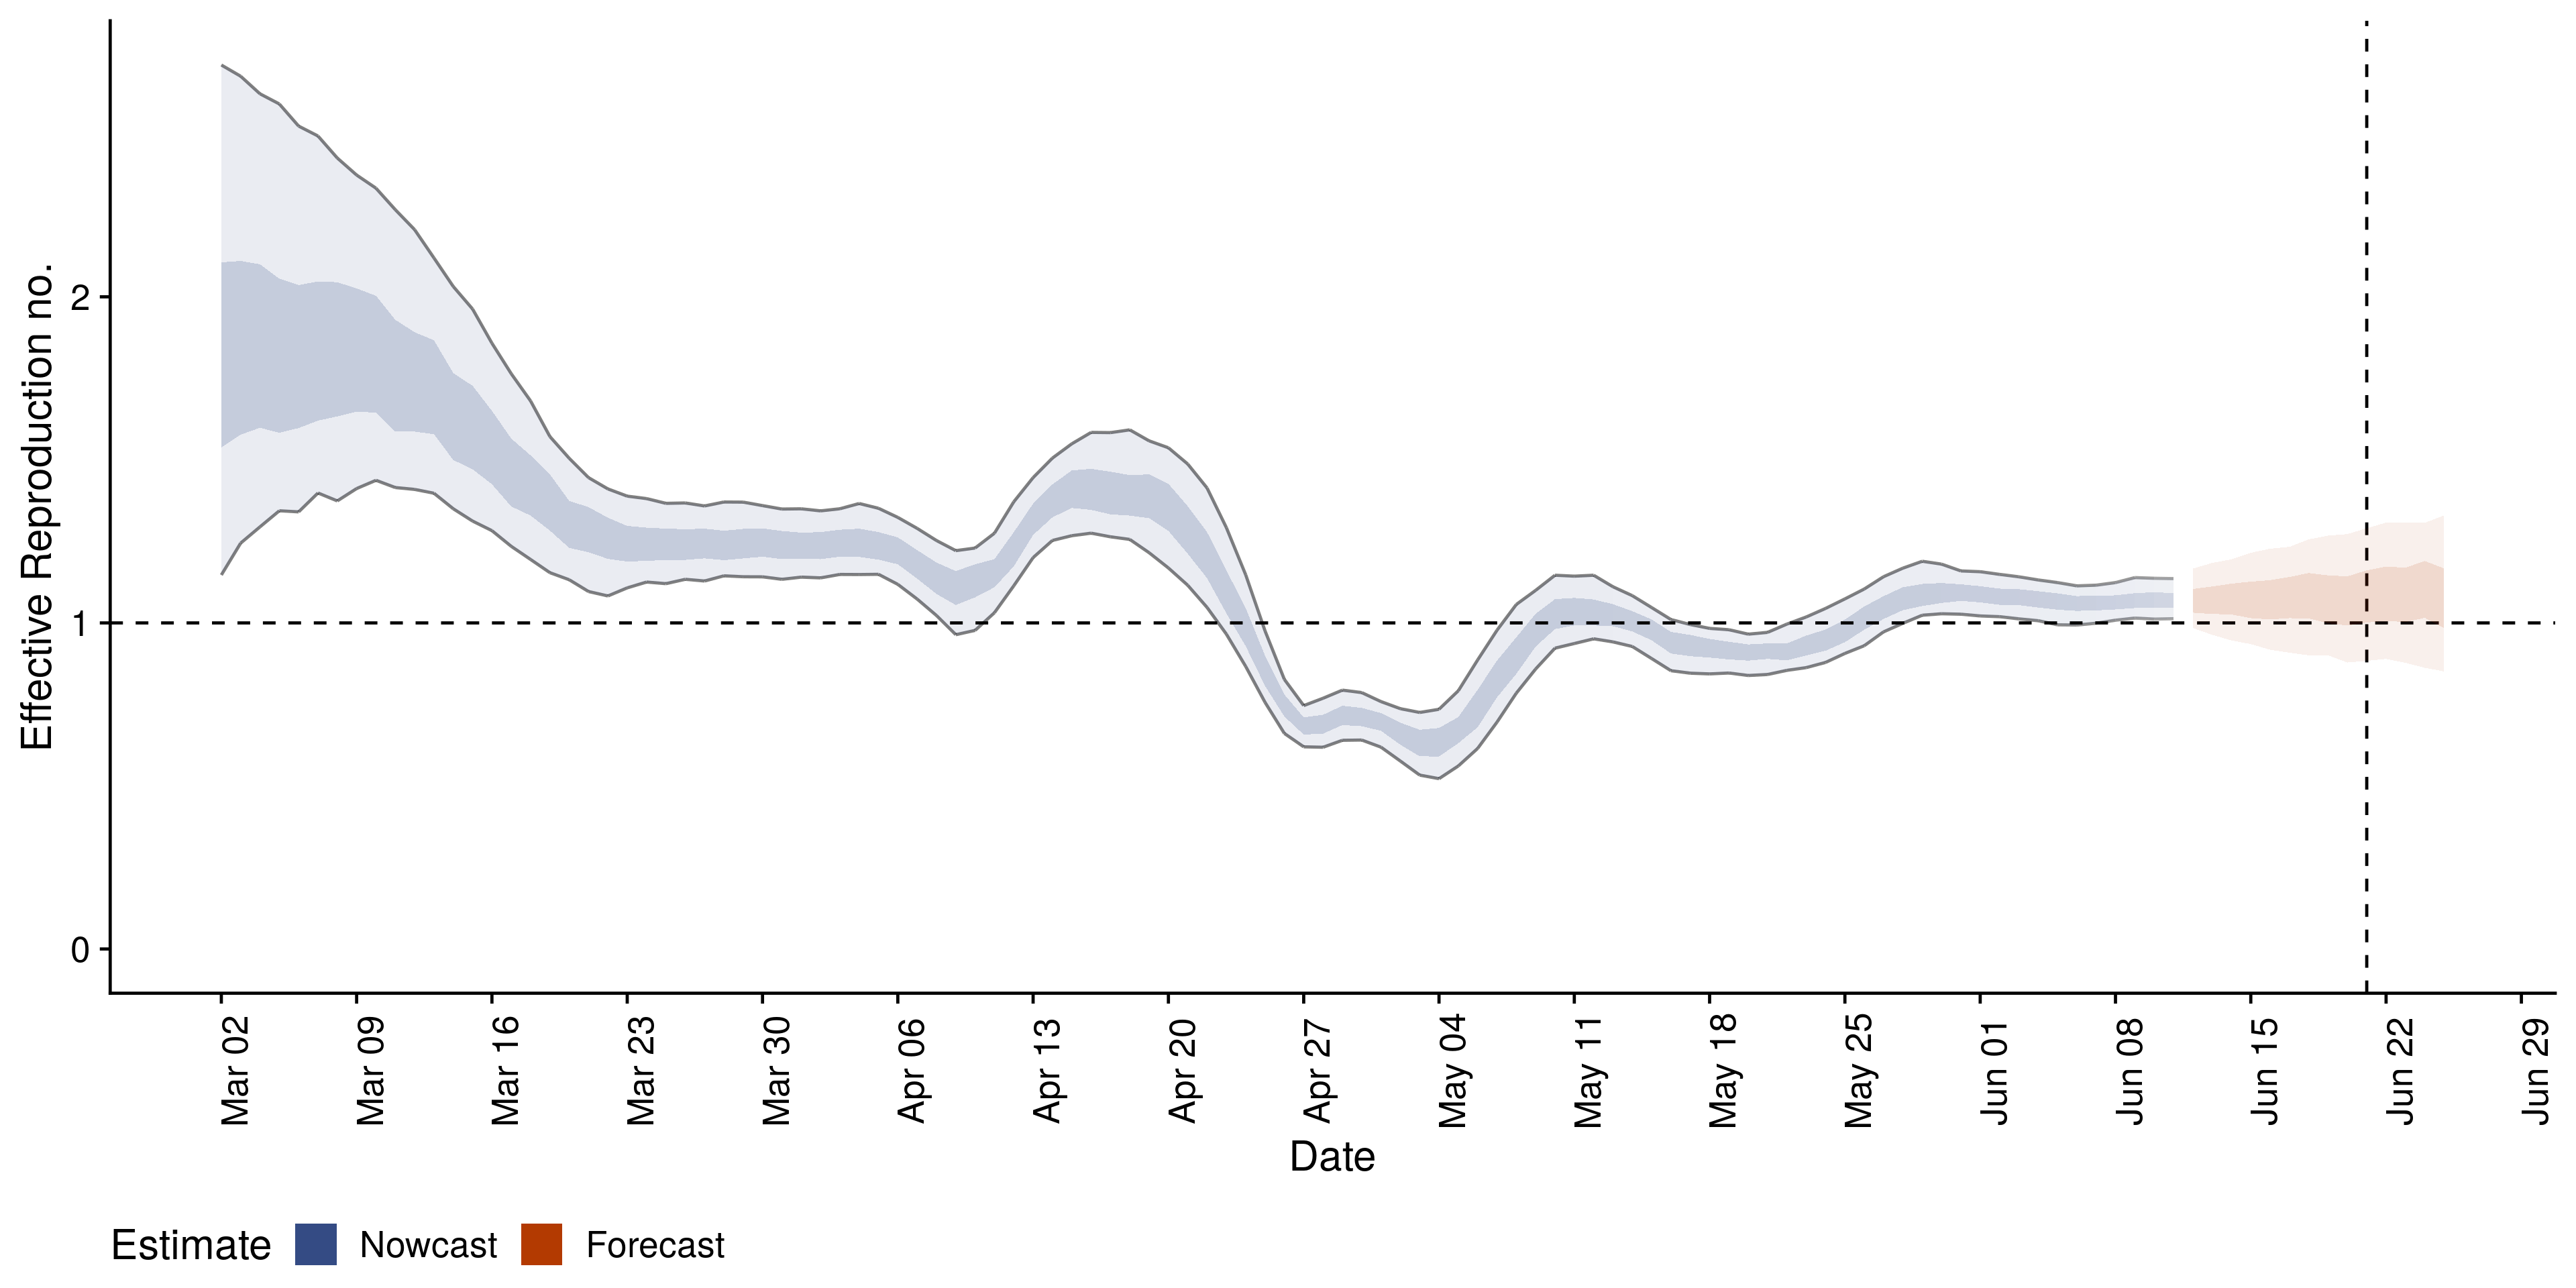 Effective Reproduction no.
2
1
0
Mar 02
Mar 09
Mar 16
Mar 23
Mar 30
Apr 06
Apr 13
Apr 20
Apr 27
May 04
May 11
May 18
May 25
Jun 01
Jun 08
Jun 15
Jun 22
Jun 29
Date
Estimate Nowcast Forecast